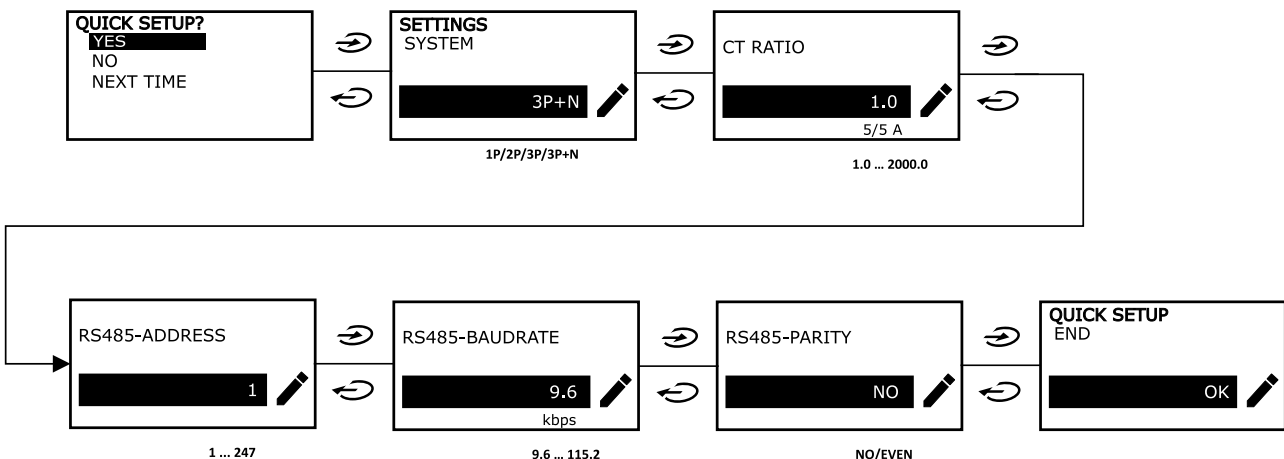 QUICK SETUP?
YES
NO
NEXT TIME
SETTINGS
SYSTEM
3P+N
1P/2P/3P/3P+N
CT RATIO
1.0
5/5 A
1.0 ... 2000.0
RS485-ADDRESS
1
1 ... 247
RS485-BAUDRATE
9.6
kbps
9.6 ... 115.2
RS485-PARITY
NO
NO/EVEN
QUICK SETUP
END
OK